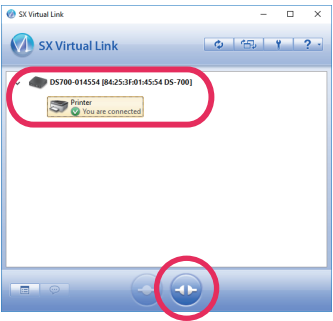 SX Virtual Link
SX Virtual Link
?
DS700-014554 [84:25:3F:01:45:54 DS-700]
Printer
You are connected